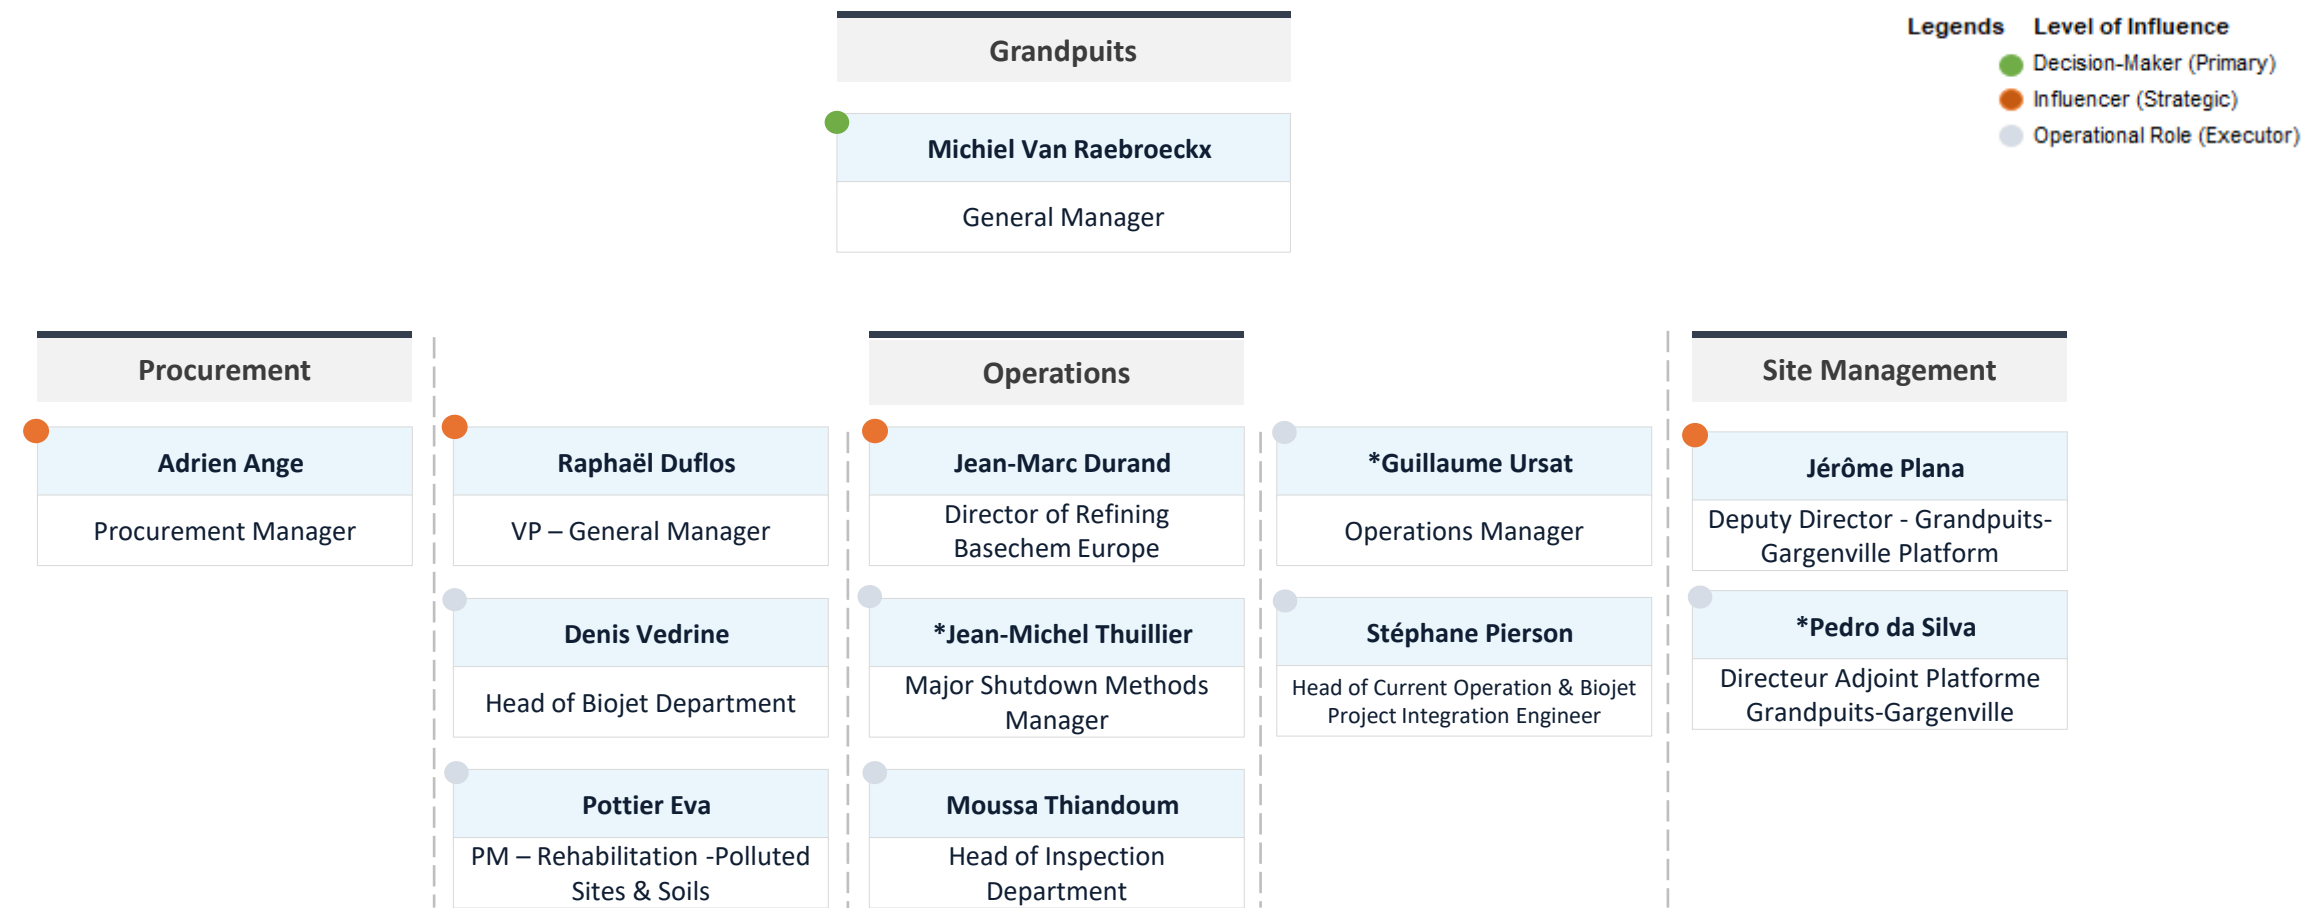 Grandpuits
Legends Level of Influence
Decision-Maker (Primary)
Influencer (Strategic)
Operational Role (Executor)
Michiel Van Raebroeckx
General Manager
Procurement
Operations
Site Management
Adrien Ange
Procurement Manager
Raphaël Duflos
VP – General Manager
Denis Vedrine
Head of Biojet Department
Pottier Eva
PM – Rehabilitation -Polluted
Sites & Soils
Jean-Marc Durand
Director of Refining
Basechem Europe
*Jean-Michel Thuillier
Major Shutdown Methods
Manager
Moussa Thiandoum
Head of Inspection
Department
*Guillaume Ursat
Operations Manager
Stéphane Pierson
Head of Current Operation & Biojet
Project Integration Engineer
Jérôme Plana
Deputy Director - Grandpuits-
Gargenville Platform
*Pedro da Silva
Directeur Adjoint Platforme
Grandpuits-Gargenville